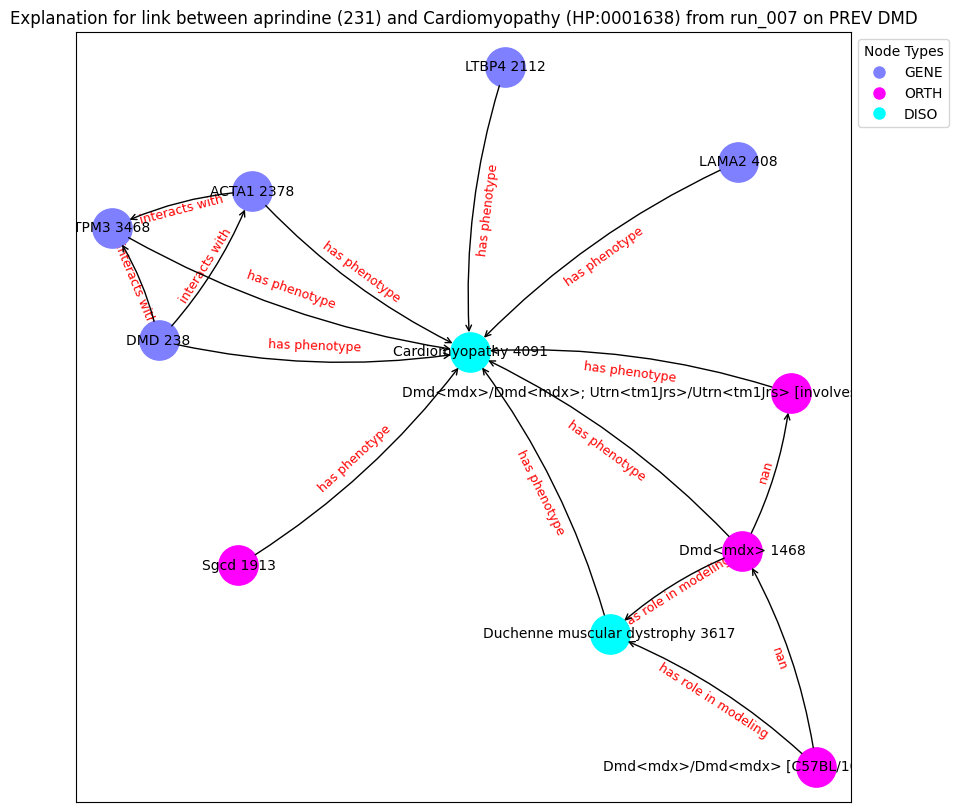 Explanation for link between aprindine (231) and Cardiomyopathy (HP:0001638) from run_007 on PREV DMD
Node Types
GENE
ORTH
DISO
LTBP4 2112
LAMA2 408
ACTA1 2378
interacts with
TPM3 3468
has phenotype
has phenotype
interacts with
has phenotype
has phenotype
interacts with
DMD 238
has phenotype
Cardiomyopathy 4091
has phenotype
Dmd<mdx>/Dmd<mdx>; Utrn<tm1Jrs>/Utrn<tm1Jrs> [involves
has phenotype
has phenotype
has phenotype
nan
Dmd<mdx> 1468
Sgcd 1913
as role in modeling
Duchenne muscular dystrophy 3617
nan
has role in modeling
Dmd<mdx>/Dmd<mdx> [C57BL/10